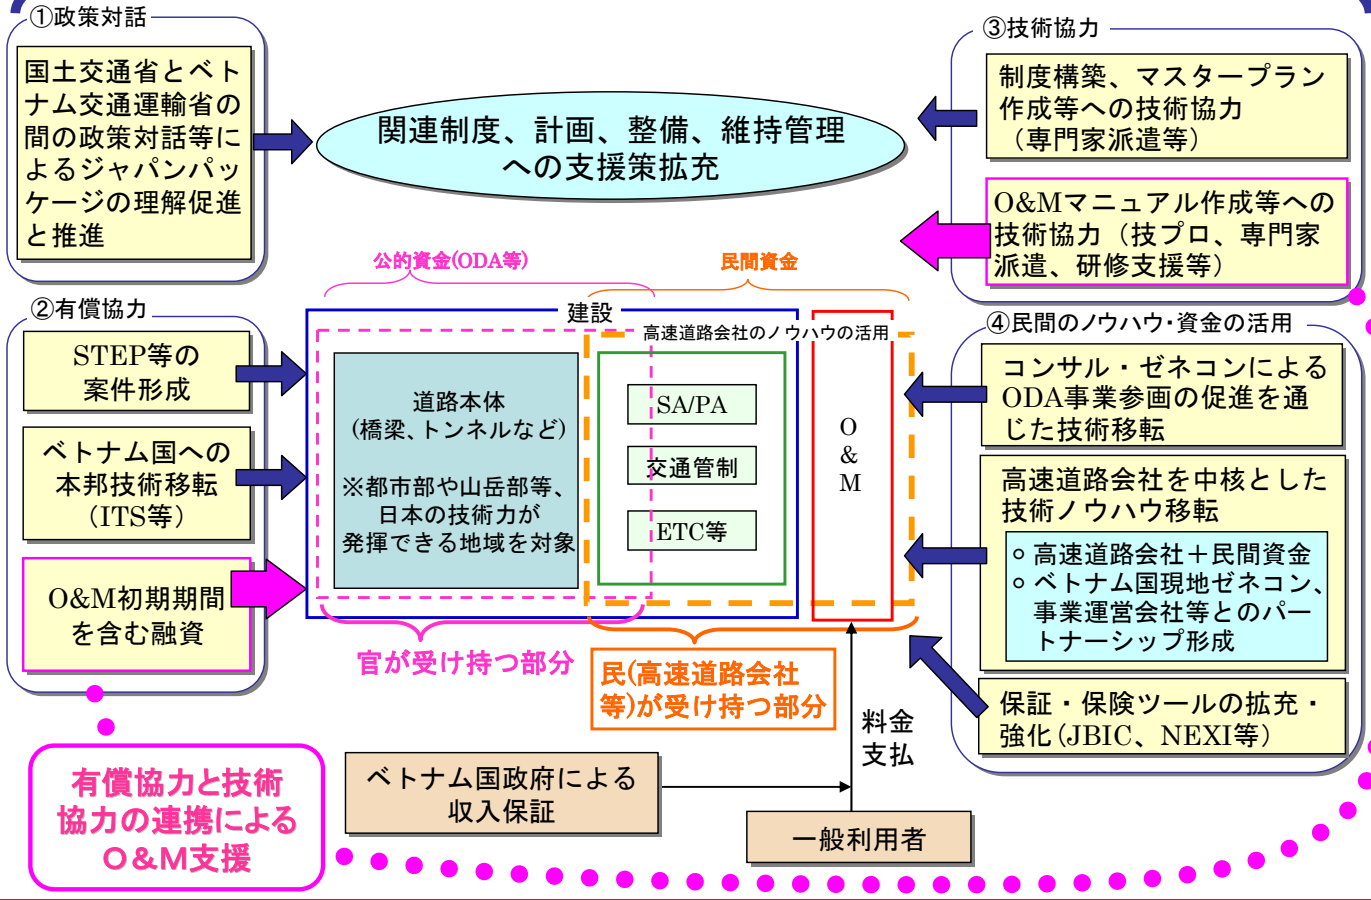 ①政策対話
国土交通省とベト
ナム交通運輸省の
間の政策対話等に
よるジャパンパッ
ケージの理解促進
と推進
関連制度、計画、整備、維持管理
への支援策拡充
③技術協力
制度構築、マスタープラン
作成等への技術協力
（専門家派遣等）
O&Mマニュアル作成等への
技術協力（技プロ、専門家
派遣、研修支援等）
②有償協力
STEP等の
案件形成
ベトナム国への
本邦技術移転
（ITS等）
O&M初期期間
を含む融資
公的資金(ODA等)
民間資金
建設
高速道路会社のノウハウの活用
道路本体
(橋梁、トンネルなど)
※都市部や山岳部等、
日本の技術力が
発揮できる地域を対象
SA/PA
交通管制
ETC等
O
&
M
官が受け持つ部分
民(高速道路会社
等)が受け持つ部分
④民間のノウハウ・資金の活用
コンサル・ゼネコンによる
ODA事業参画の促進を通
じた技術移転
高速道路会社を中核とした
技術ノウハウ移転
○高速道路会社＋民間資金
○ベトナム国現地ゼネコン、
事業運営会社等とのパー
トナーシップ形成
保証・保険ツールの拡充・
強化（JBIC、NEXI等）
料金
支払
ベトナム国政府による
収入保証
一般利用者
有償協力と技術
協力の連携による
O&M支援